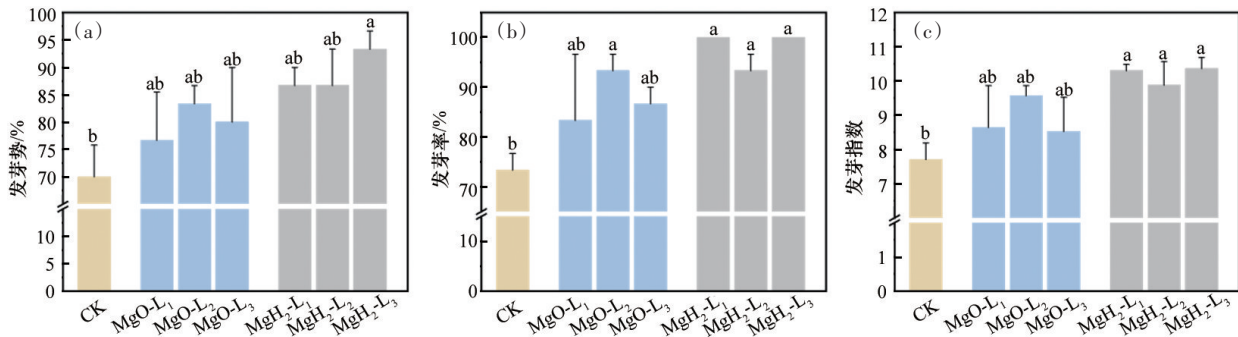 (a)
发芽势/%
100
95
90
85
80
75
70
10
5
0
b
ab
ab
ab
ab
ab
a
CK
MgO-L1
MgO-L2
MgO-L3
MgH2-L1
MgH2-L2
MgH2-L3
(b)
发芽率/%
100
90
80
70
10
0
b
ab
a
ab
a
a
a
CK
MgO-L1
MgO-L2
MgO-L3
MgH2-L1
MgH2-L2
MgH2-L3
(c)
发芽指数
12
11
10
9
8
7
1
0
b
ab
ab
ab
a
a
a
CK
MgO-L1
MgO-L2
MgO-L3
MgH2-L1
MgH2-L2
MgH2-L3